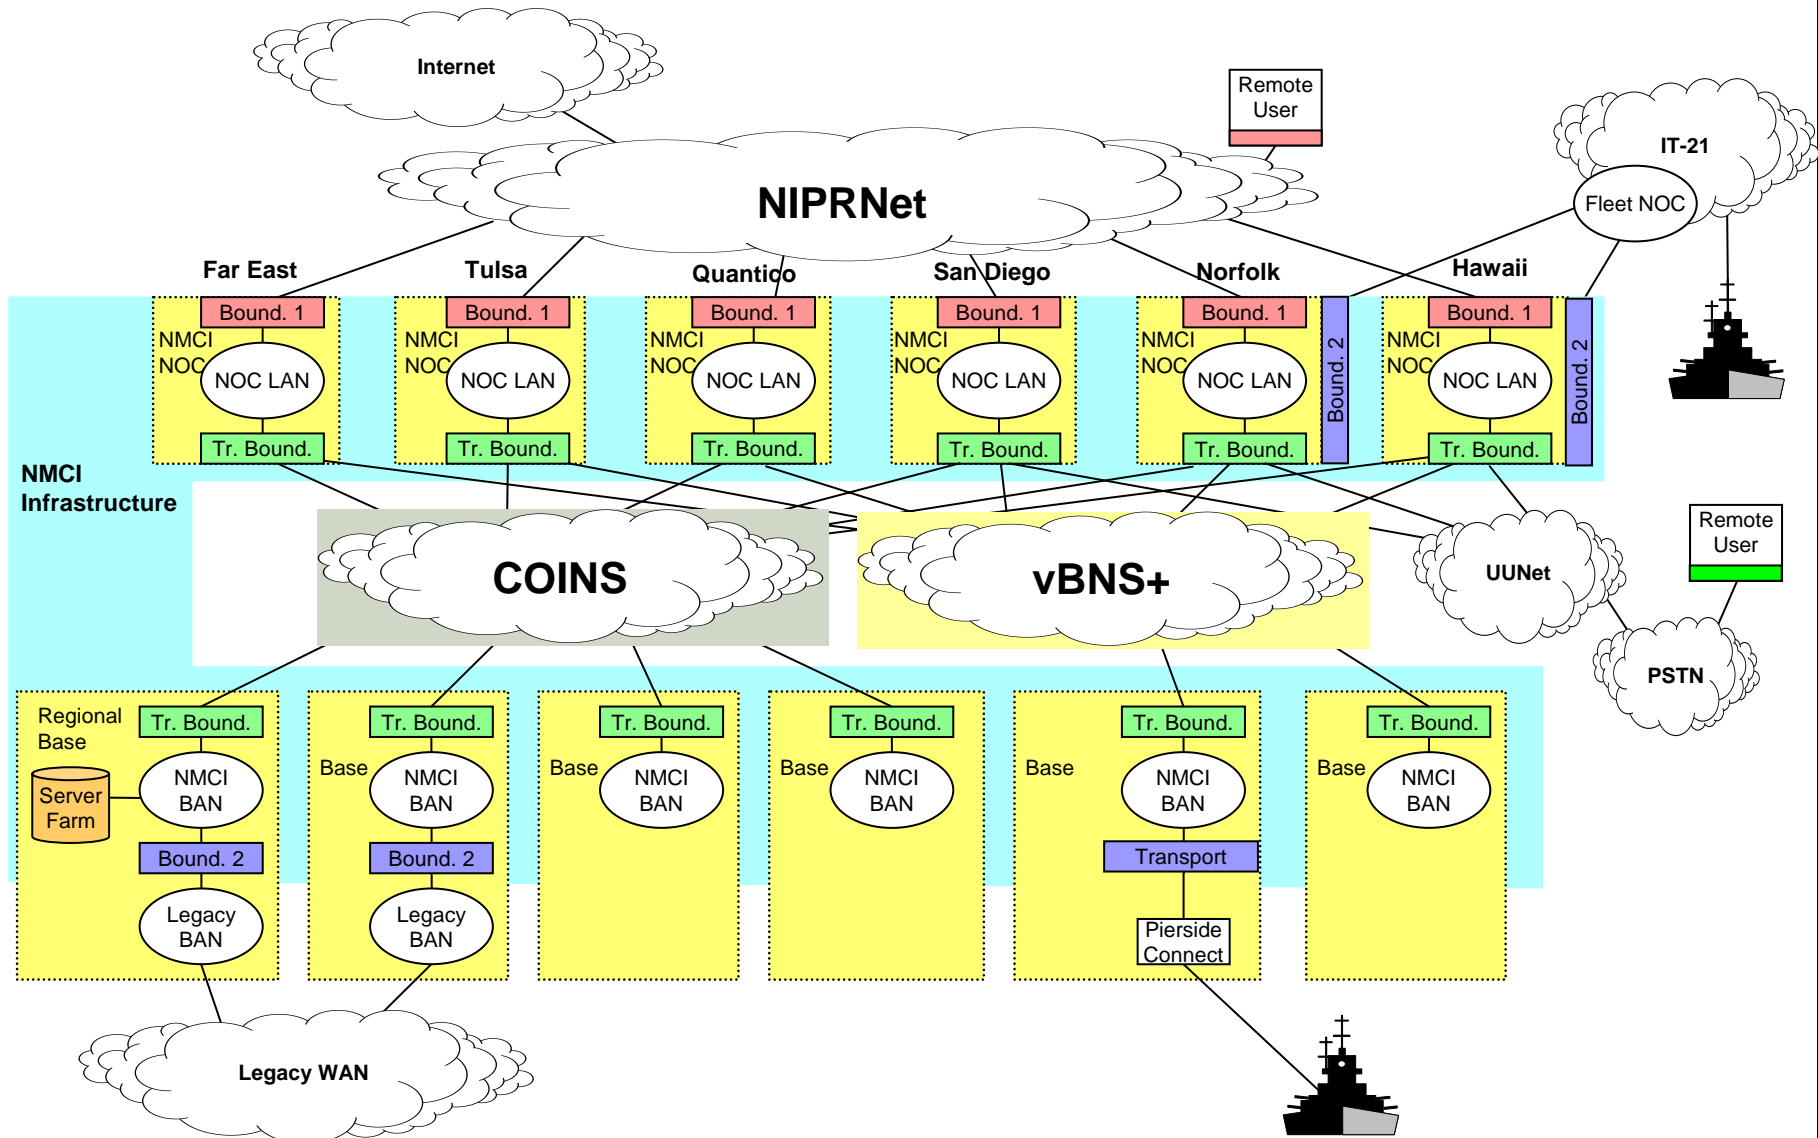 Internet
Remote
User
IT-21
NIPRNet
Fleet NOC
Far East
Tulsa
Quantico
San Diego
Norfolk
Hawaii
Bound. 1
Bound. 1
Bound. 1
Bound. 1
Bound. 1
Bound. 1
NMCI
NOC
NOC LAN
NMCI
NOC
NOC LAN
NMCI
NOC
NOC LAN
NMCI
NOC
NOC LAN
NMCI
NOC
NOC LAN
Bound. 2
NMCI
NOC
NOC LAN
Bound. 2
Tr. Bound.
Tr. Bound.
Tr. Bound.
Tr. Bound.
Tr. Bound.
Tr. Bound.
NMCI
Infrastructure
COINS
vBNS+
UUNet
Remote
User
PSTN
Regional
Base
Tr. Bound.
Tr. Bound.
Tr. Bound.
Tr. Bound.
Tr. Bound.
Tr. Bound.
Server
Farm
NMCI
BAN
Base
NMCI
BAN
Base
NMCI
BAN
Base
NMCI
BAN
Base
NMCI
BAN
Base
NMCI
BAN
Bound. 2
Bound. 2
Transport
Legacy
BAN
Legacy
BAN
Pierside
Connect
Legacy WAN